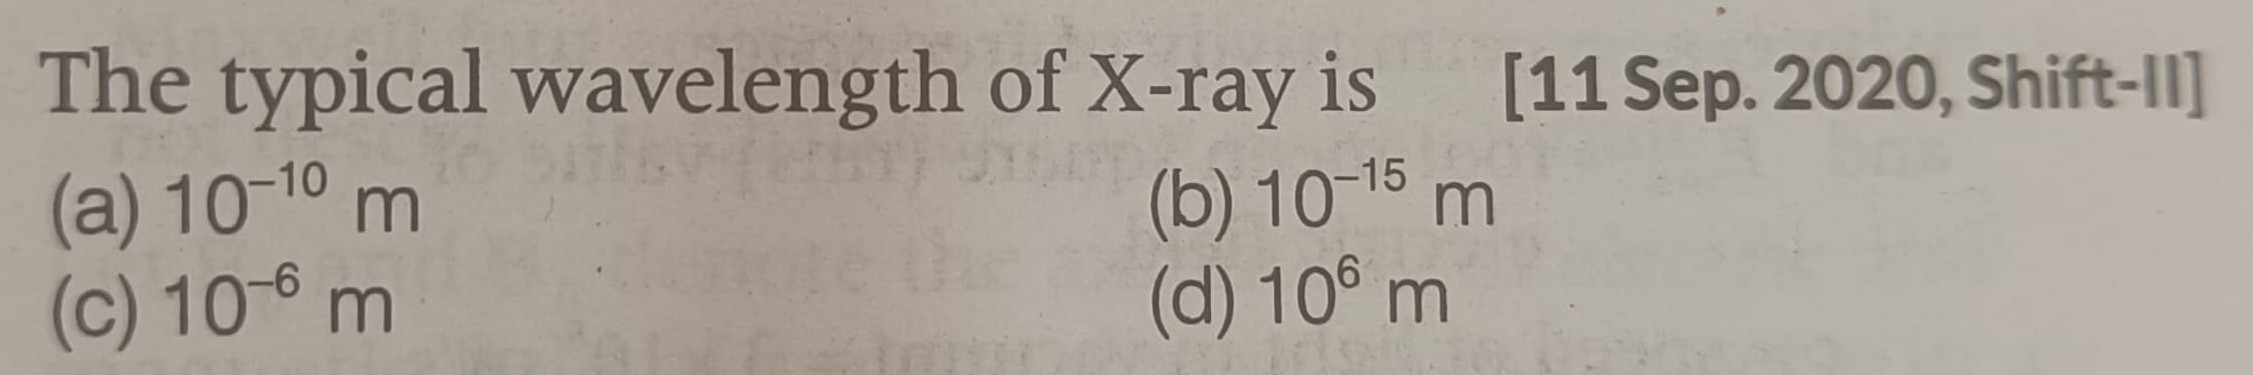 The typical wavelength of X-ray is [11 Sep. 2020, Shift-II]
(a) 10⁻¹⁰ m (b) 10⁻¹⁵ m
(c) 10⁻⁶ m (d) 10⁶ m